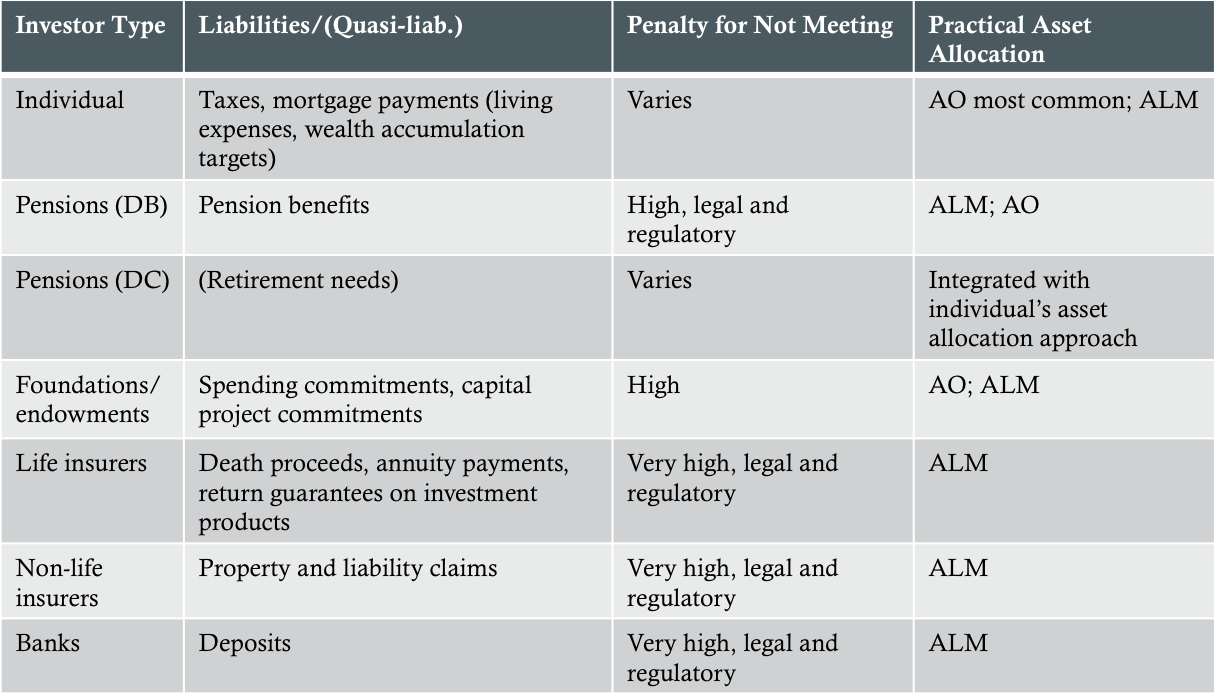 Investor Type
Liabilities/(Quasi-liab.)
Penalty for Not Meeting
Practical Asset
Allocation
Individual
Taxes, mortgage payments (living
expenses, wealth accumulation
targets)
Varies
AO most common; ALM
Pensions (DB)
Pension benefits
High, legal and
regulatory
ALM; AO
Pensions (DC)
(Retirement needs)
Varies
Integrated with
individual’s asset
allocation approach
Foundations/
endowments
Spending commitments, capital
project commitments
High
AO; ALM
Life insurers
Death proceeds, annuity payments,
return guarantees on investment
products
Very high, legal and
regulatory
ALM
Non-life
insurers
Property and liability claims
Very high, legal and
regulatory
ALM
Banks
Deposits
Very high, legal and
regulatory
ALM